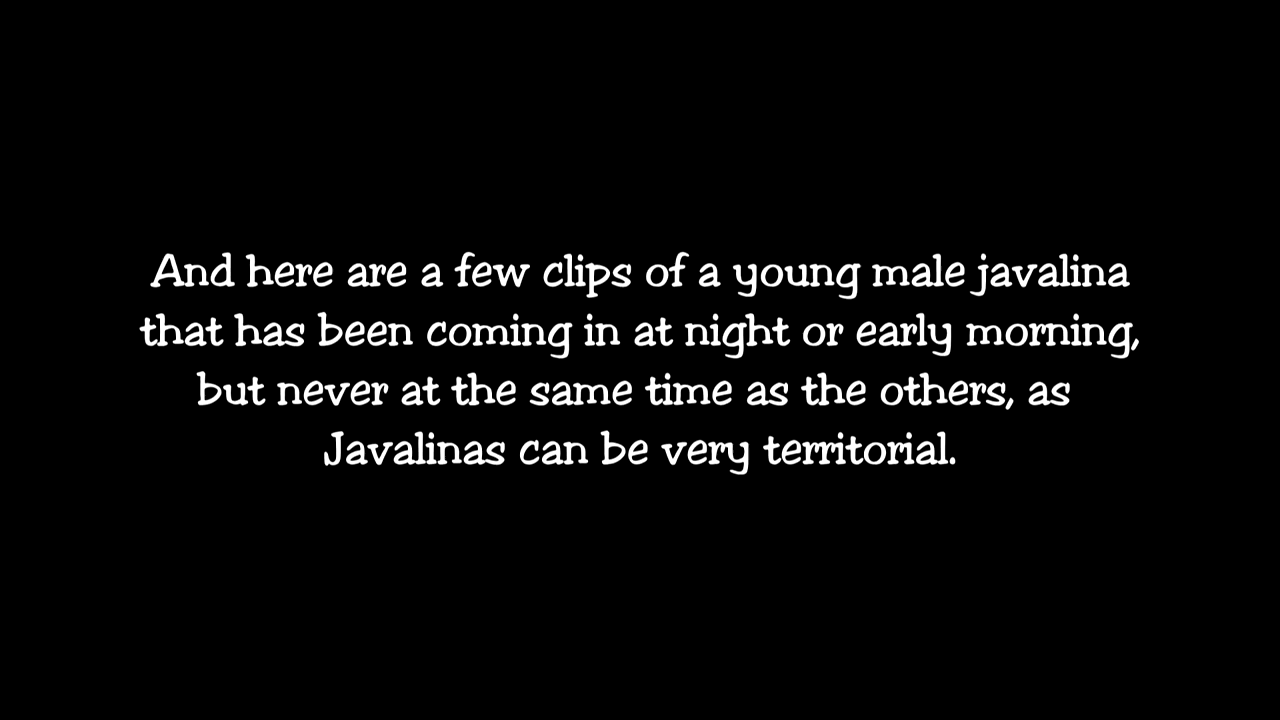 And here are a few clips of a young male javalina
that has been coming in at night or early morning,
but never at the same time as the others, as
Javalinas can be very territorial.